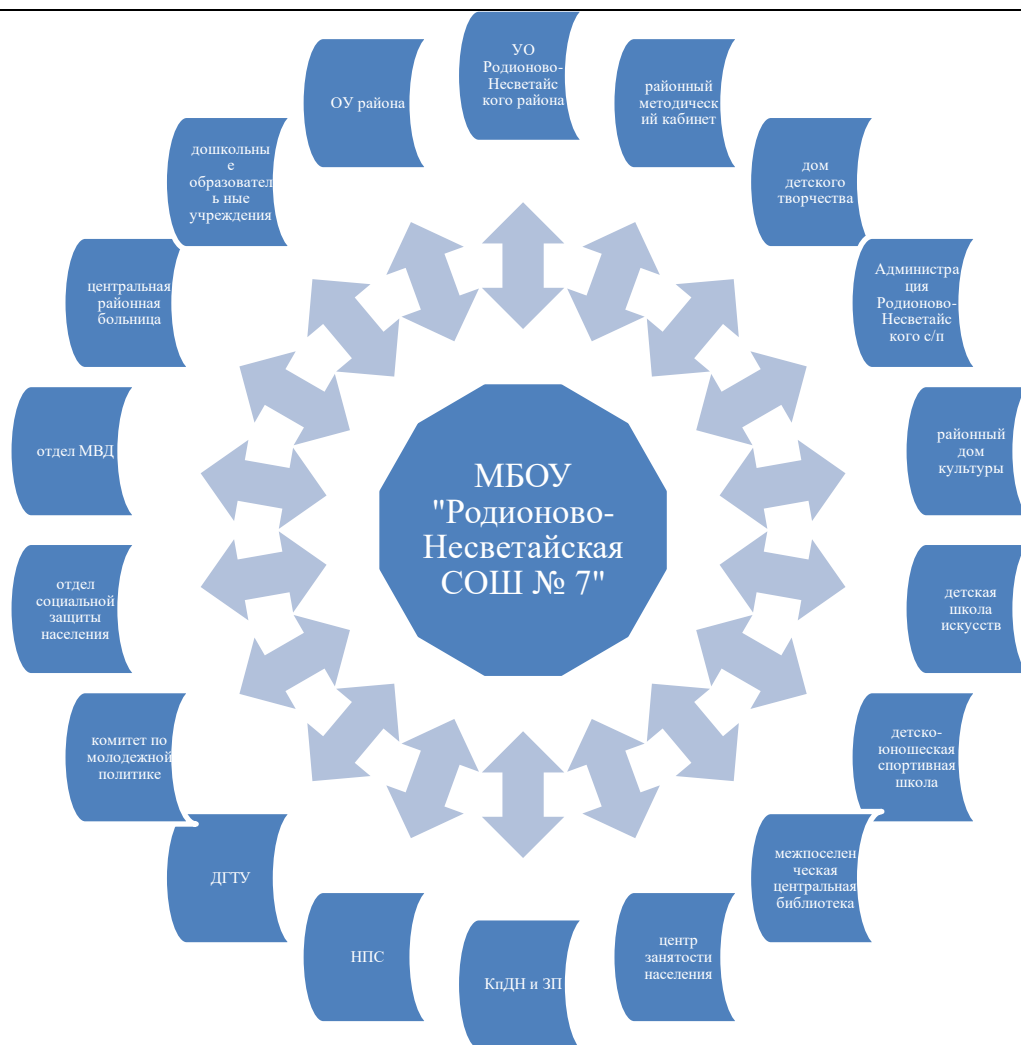 УО
Родионово-
Несветайс
кого района
районный
методическ
ий кабинет
дом
детского
творчества
Администра
ция
Родионово-
Несветайс
кого с/п
районный
дом
культуры
детская
школа
искусств
детско-
юношеская
спортивная
школа
межпоселен
ческая
центральная
библиотека
центр
занятости
населения
КпДН и ЗП
НПС
ДГТУ
комитет по
молодежной
политике
отдел
социальной
защиты
населения
отдел МВД
центральная
районная
больница
дошкольны
е
образовател
ь ные
учреждения
ОУ района
МБОУ
"Родионово-
Несветайская
СОШ № 7"